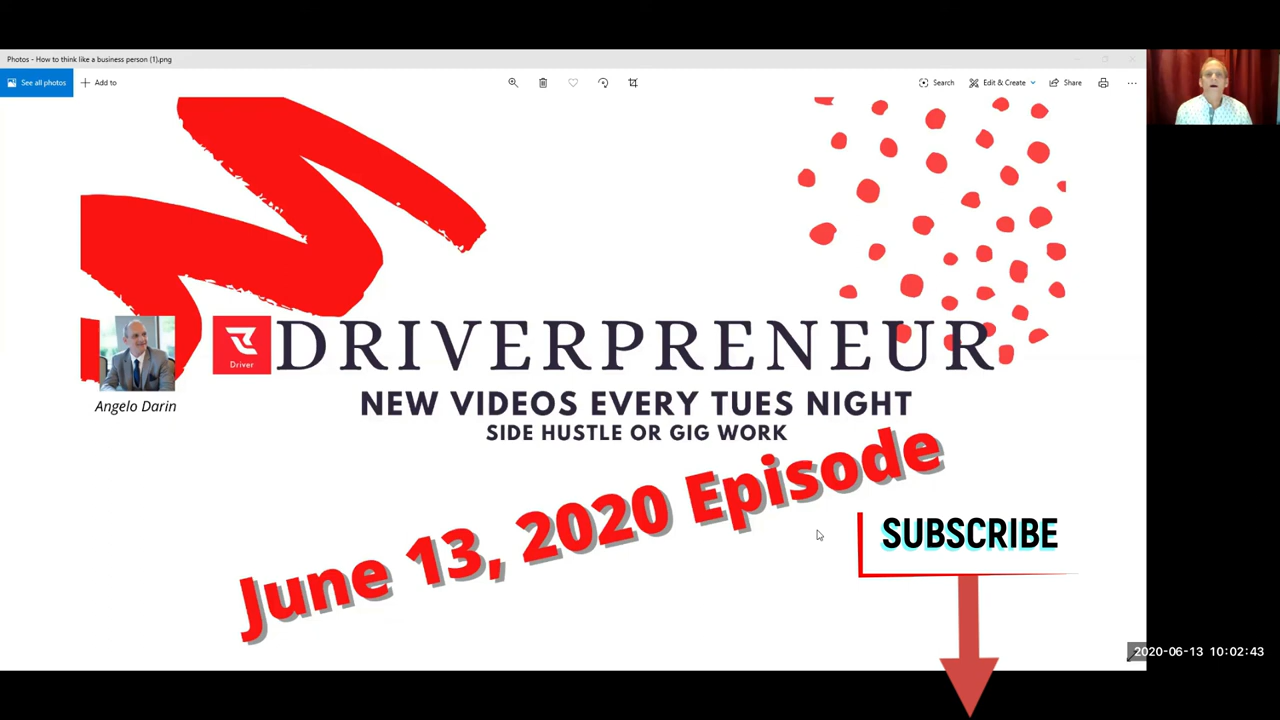 Photos - How to think like a business person (1).png
See all photos
Add to
Search
Edit & Create
Share
Driver
DRIVERPRENEUR
Angelo Darin
NEW VIDEOS EVERY TUES NIGHT
SIDE HUSTLE OR GIG WORK
June 13, 2020 Episode
SUBSCRIBE
2020-06-13 10:02:43